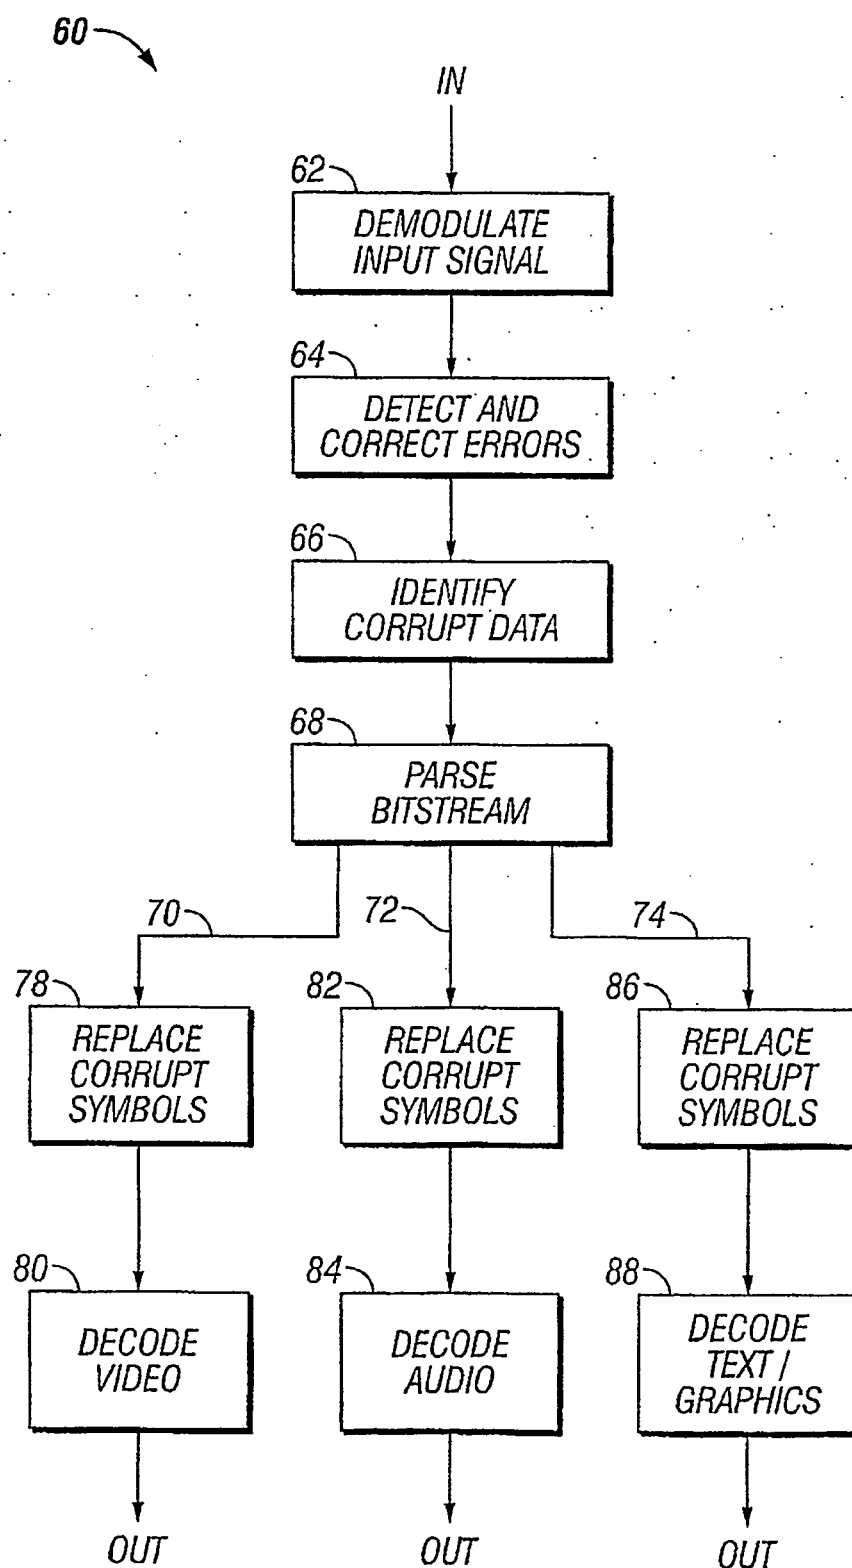 60
IN
62
DEMODULATE
INPUT SIGNAL
64
DETECT AND
CORRECT ERRORS
66
IDENTIFY
CORRUPT DATA
68
PARSE
BITSTREAM
70
72
74
78
REPLACE
CORRUPT
SYMBOLS
82
REPLACE
CORRUPT
SYMBOLS
86
REPLACE
CORRUPT
SYMBOLS
80
DECODE
VIDEO
84
DECODE
AUDIO
88
DECODE
TEXT /
GRAPHICS
OUT
OUT
OUT